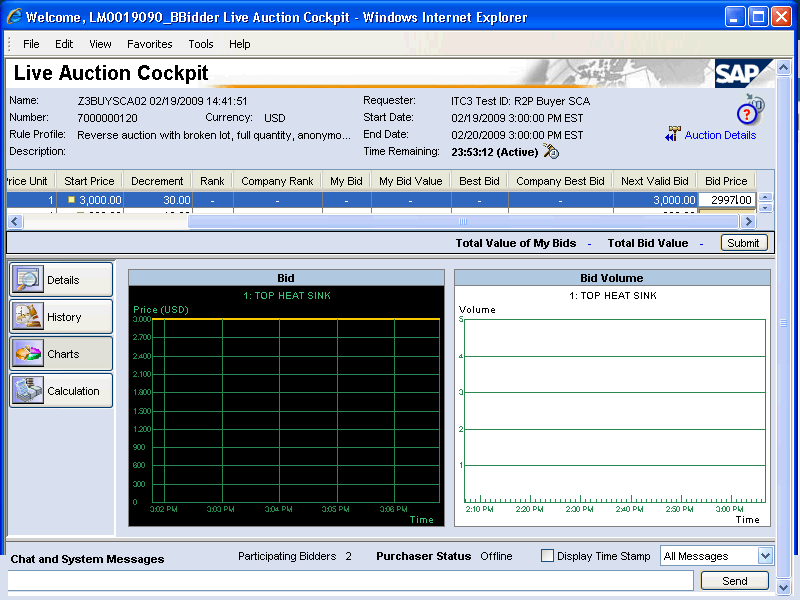 Welcome, LM0019090_BBidder Live Auction Cockpit - Windows Internet Explorer
File Edit View Favorites Tools Help
Live Auction Cockpit SAP
Name: Z3BUYSCA02 02/19/2009 14:41:51 Requester: ITC3 Test ID: R2P Buyer SCA
Number: 7000000120 Currency: USD Start Date: 02/19/2009 3:00:00 PM EST
Rule Profile: Reverse auction with broken lot, full quantity, anonymo... End Date: 02/20/2009 3:00:00 PM EST Auction Details
Description: Time Remaining: 23:53:12 (Active)
rice Unit Start Price Decrement Rank Company Rank My Bid My Bid Value Best Bid Company Best Bid Next Valid Bid Bid Price
1 3,000.00 30.00 - - - - - - 3,000.00 2997.00
Total Value of My Bids - Total Bid Value - Submit
Details
History
Charts
Calculation
Bid
1: TOP HEAT SINK
Price (USD)
3.000
2.700
2.400
2.100
1.800
1.500
1.200
900
600
300
0
3:02 PM 3:03 PM 3:04 PM 3:05 PM 3:06 PM
Time
Bid Volume
1: TOP HEAT SINK
Volume
5
4
3
2
1
2:10 PM 2:20 PM 2:30 PM 2:40 PM 2:50 PM 3:00 PM
Time
Chat and System Messages Participating Bidders 2 Purchaser Status Offline Display Time Stamp All Messages
Send